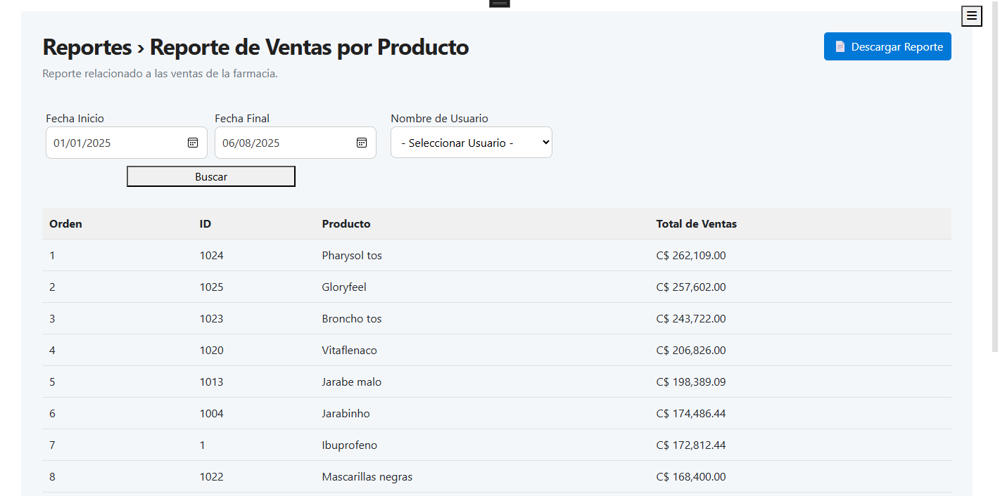 Reportes › Reporte de Ventas por Producto
Descargar Reporte
Reporte relacionado a las ventas de la farmacia.
Fecha Inicio Fecha Final Nombre de Usuario
01/01/2025 06/08/2025 - Seleccionar Usuario -
Buscar
Orden ID Producto Total de Ventas
1 1024 Pharysol tos C$ 262,109.00
2 1025 Gloryfeel C$ 257,602.00
3 1023 Broncho tos C$ 243,722.00
4 1020 Vitaflenaco C$ 206,826.00
5 1013 Jarabe malo C$ 198,389.09
6 1004 Jarabinho C$ 174,486.44
7 1 Ibuprofeno C$ 172,812.44
8 1022 Mascarillas negras C$ 168,400.00